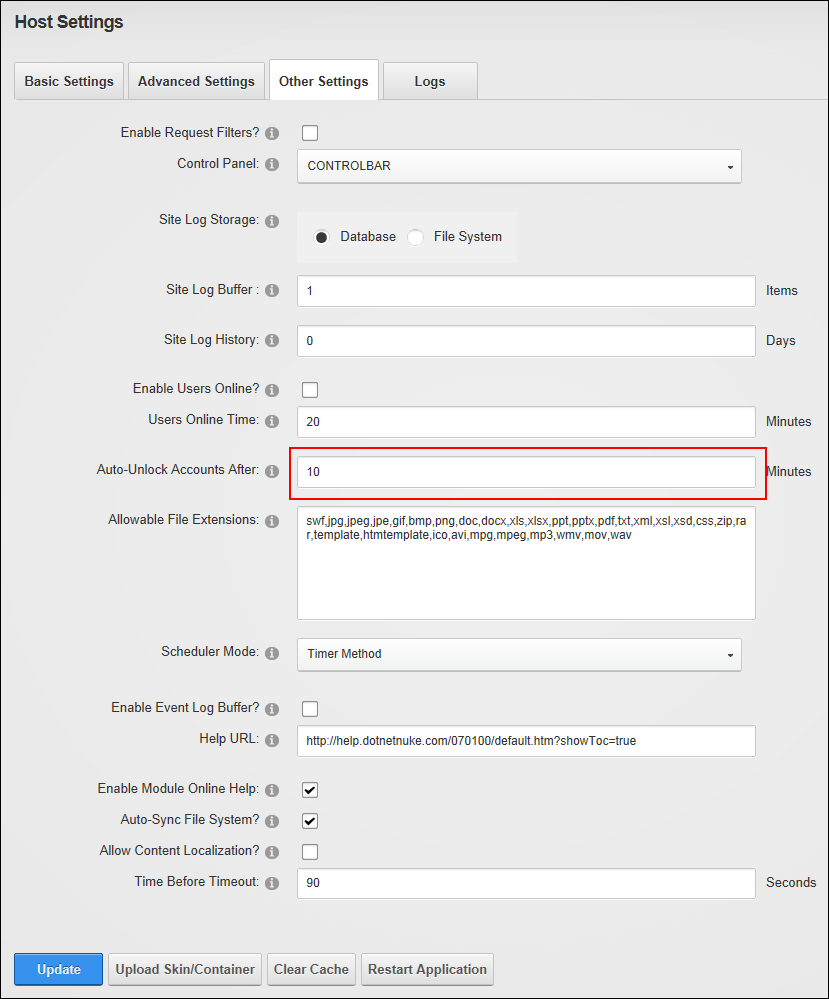 Host Settings
Basic Settings
Advanced Settings
Other Settings
Logs
Enable Request Filters?
Control Panel: CONTROLBAR
Site Log Storage: Database File System
Site Log Buffer : 1 Items
Site Log History: 0 Days
Enable Users Online?
Users Online Time: 20 Minutes
Auto-Unlock Accounts After: 10 Minutes
Allowable File Extensions: swf,jpg,jpeg,jpe,gif,bmp,png,doc,docx,xls,xlsx,ppt,pptx,pdf,txt,xml,xsl,xsd,css,zip,ra
r,template,htmtemplate,ico,avi,mpg,mpeg,mp3,wmv,mov,wav
Scheduler Mode: Timer Method
Enable Event Log Buffer?
Help URL: http://help.dotnetnuke.com/070100/default.htm?showToc=true
Enable Module Online Help:
Auto-Sync File System?
Allow Content Localization?
Time Before Timeout: 90 Seconds
Update
Upload Skin/Container
Clear Cache
Restart Application